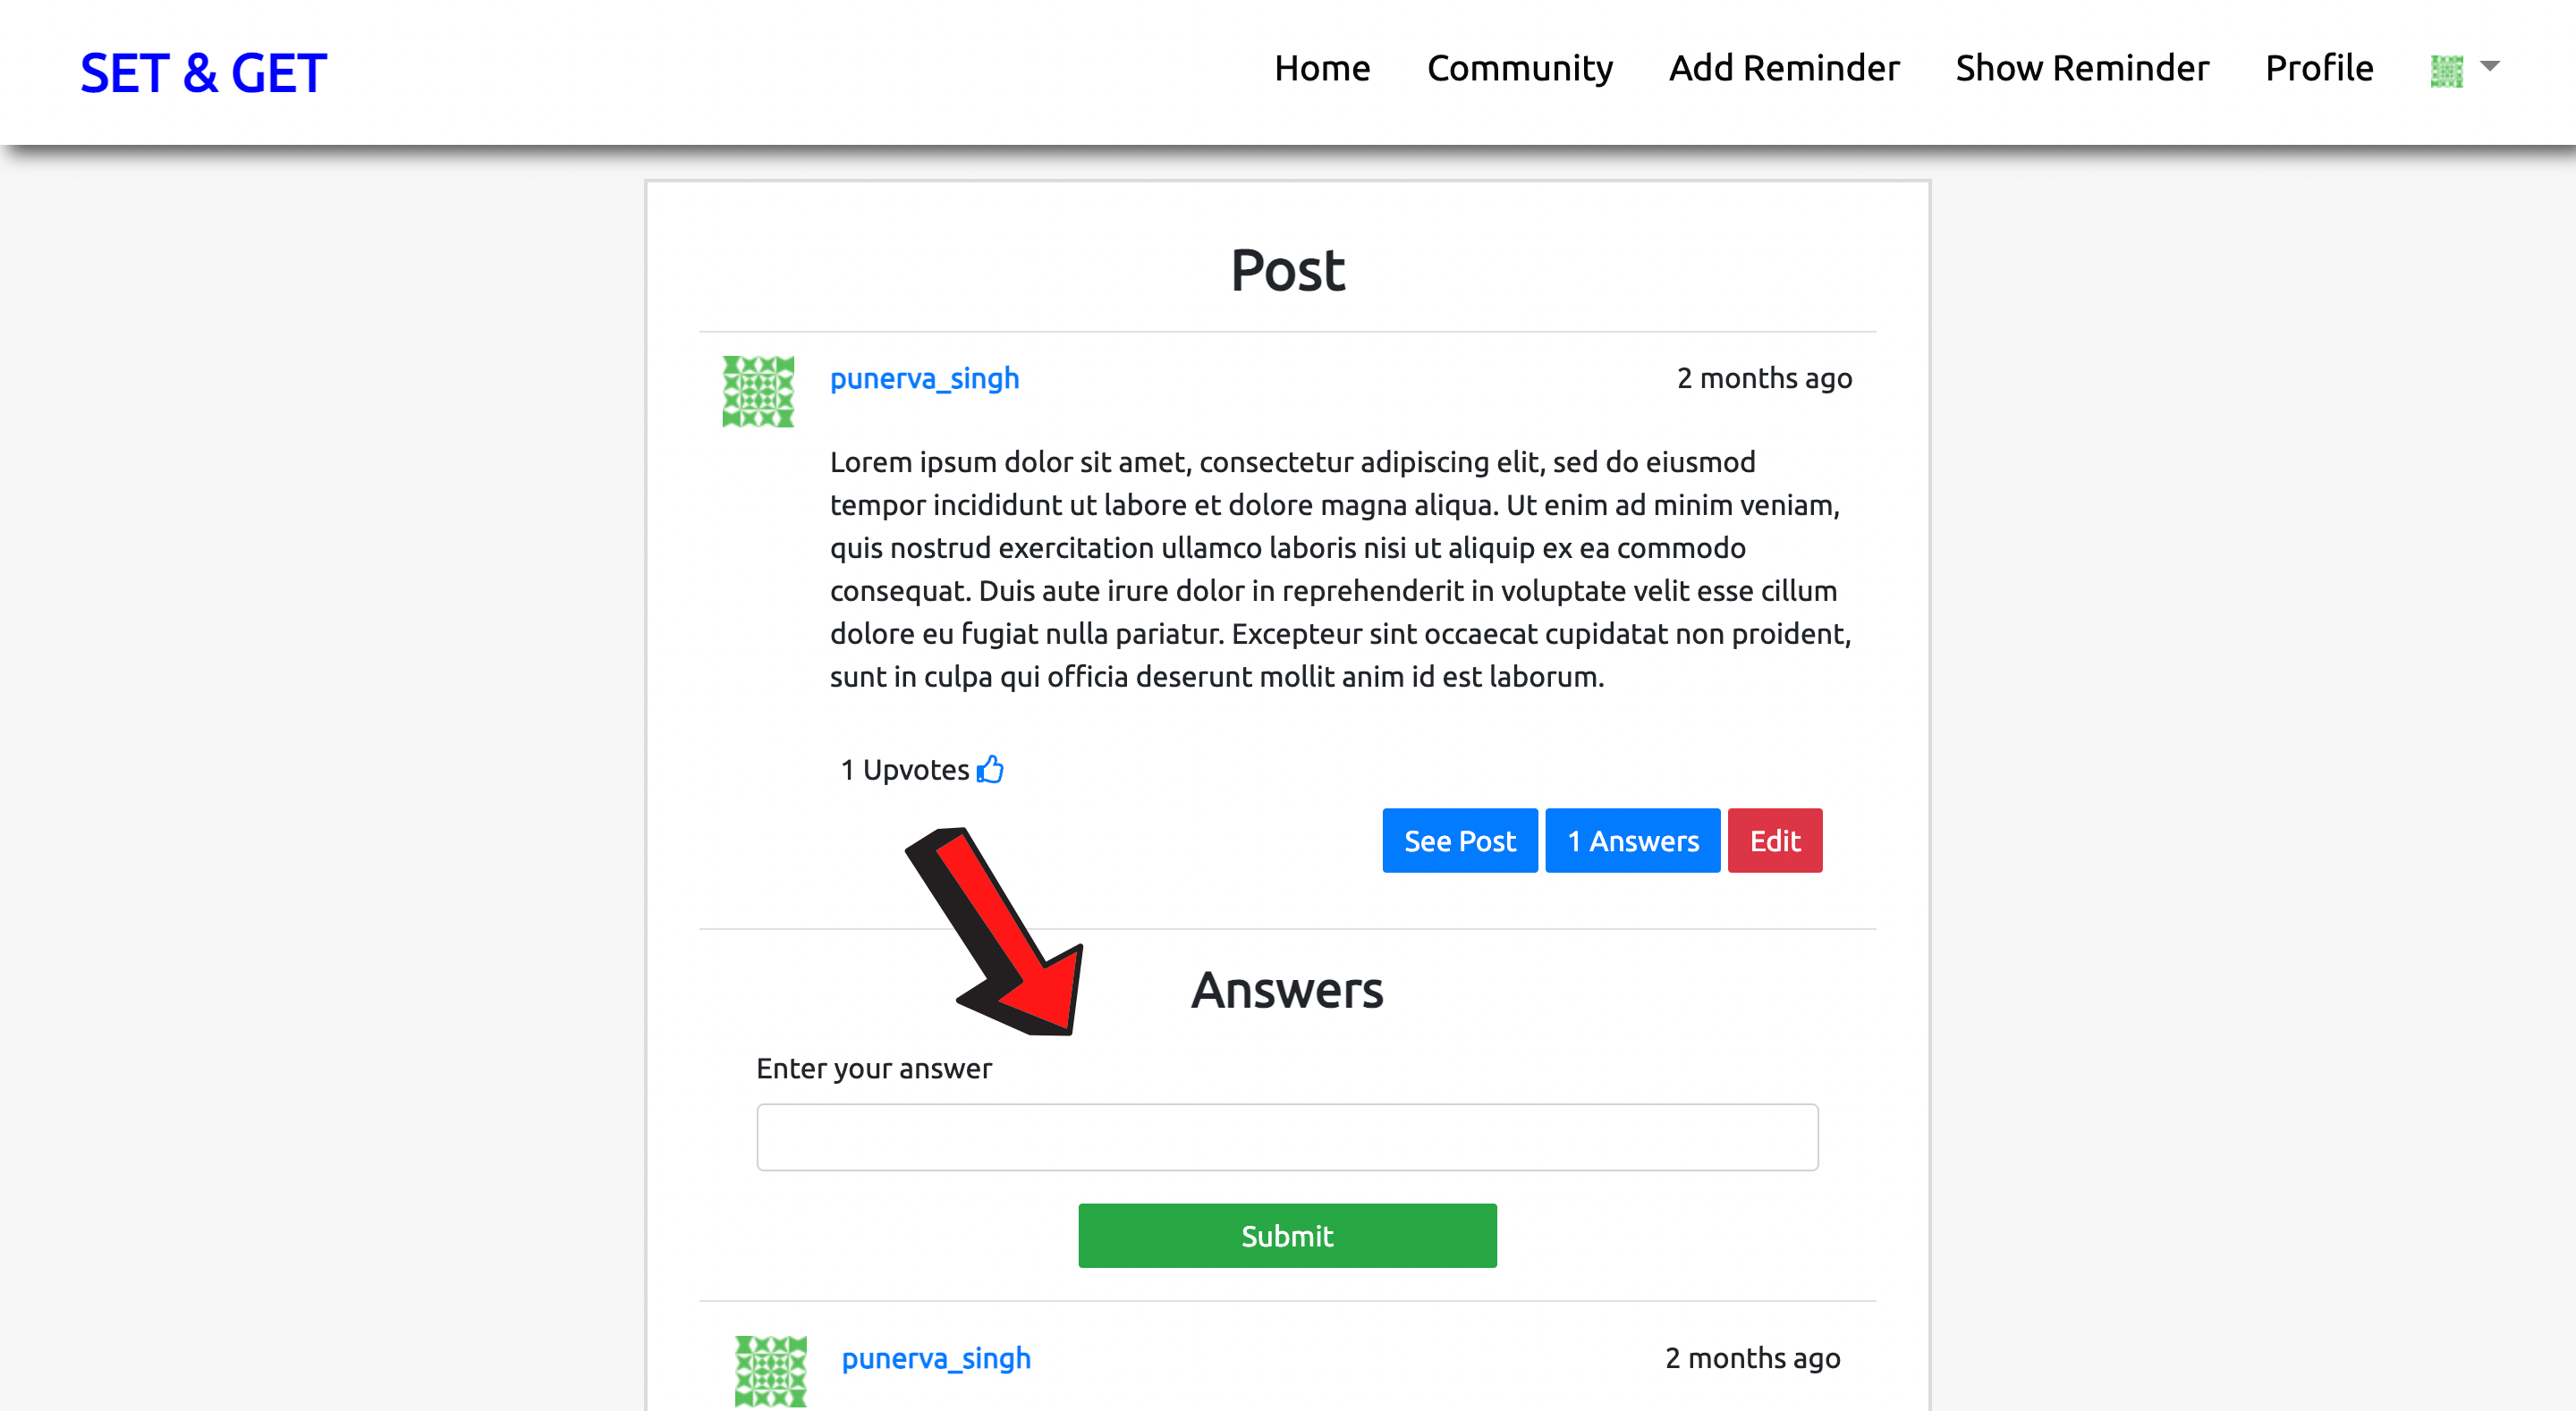 SET & GET
Home Community Add Reminder Show Reminder Profile
Post
punerva_singh 2 months ago
Lorem ipsum dolor sit amet, consectetur adipiscing elit, sed do eiusmod
tempor incididunt ut labore et dolore magna aliqua. Ut enim ad minim veniam,
quis nostrud exercitation ullamco laboris nisi ut aliquip ex ea commodo
consequat. Duis aute irure dolor in reprehenderit in voluptate velit esse cillum
dolore eu fugiat nulla pariatur. Excepteur sint occaecat cupidatat non proident,
sunt in culpa qui officia deserunt mollit anim id est laborum.
1 Upvotes
See Post 1 Answers Edit
Answers
Enter your answer
Submit
punerva_singh 2 months ago